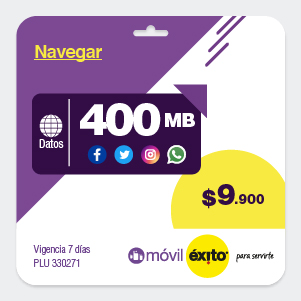 Navegar
Datos
400 MB
$9.900
Vigencia 7 días
PLU 330271
móvil éxito para servirte